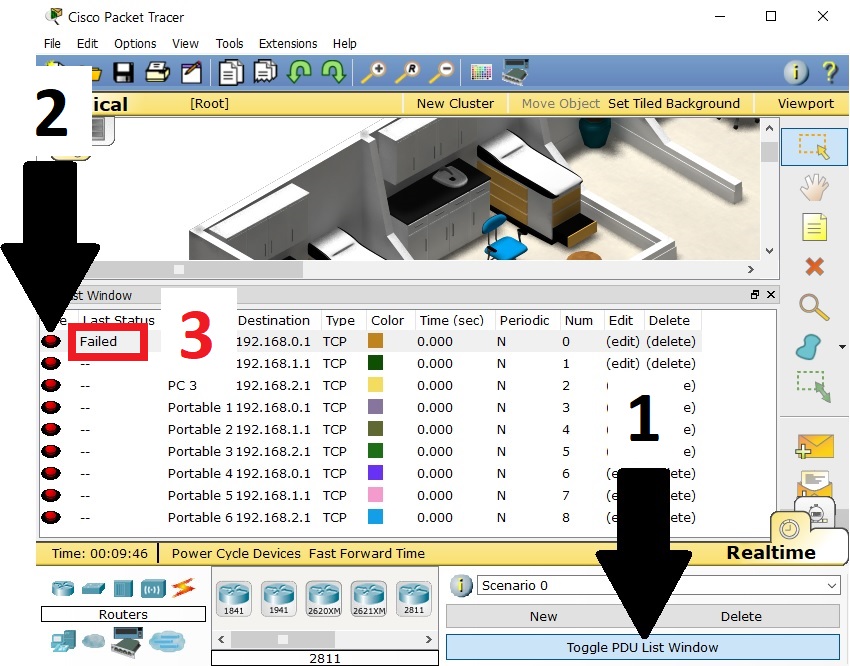 Cisco Packet Tracer
File Edit Options View Tools Extensions Help
2
ical [Root] New Cluster Move Object Set Tiled Background Viewport
st Window
e Last Status Destination Type Color Time (sec) Periodic Num Edit Delete
3
Failed 192.168.0.1 TCP 0.000 N 0 (edit) (delete)
-- 192.168.1.1 TCP 0.000 N 1 (edit) (delete)
-- PC 3 192.168.2.1 TCP 0.000 N 2 ( e)
-- Portable 1 192.168.0.1 TCP 0.000 N 3 ( e)
1
-- Portable 2 192.168.1.1 TCP 0.000 N 4 ( e)
-- Portable 3 192.168.2.1 TCP 0.000 N 5 ( e)
-- Portable 4 192.168.0.1 TCP 0.000 N 6 (e lete)
-- Portable 5 192.168.1.1 TCP 0.000 N 7 (e lete)
-- Portable 6 192.168.2.1 TCP 0.000 N 8 (e lete)
Time: 00:09:46 Power Cycle Devices Fast Forward Time Realtime
Routers
1841 1941 2620XM 2621XM 2811
2811
Scenario 0
New Delete
Toggle PDU List Window